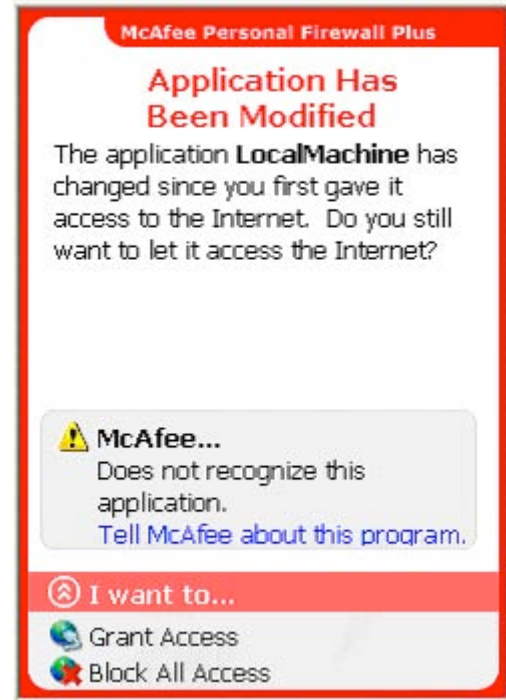 McAfee Personal Firewall Plus
Application Has
Been Modified
The application LocalMachine has
changed since you first gave it
access to the Internet. Do you still
want to let it access the Internet?
McAfee...
Does not recognize this
application.
Tell McAfee about this program.
I want to...
Grant Access
Block All Access